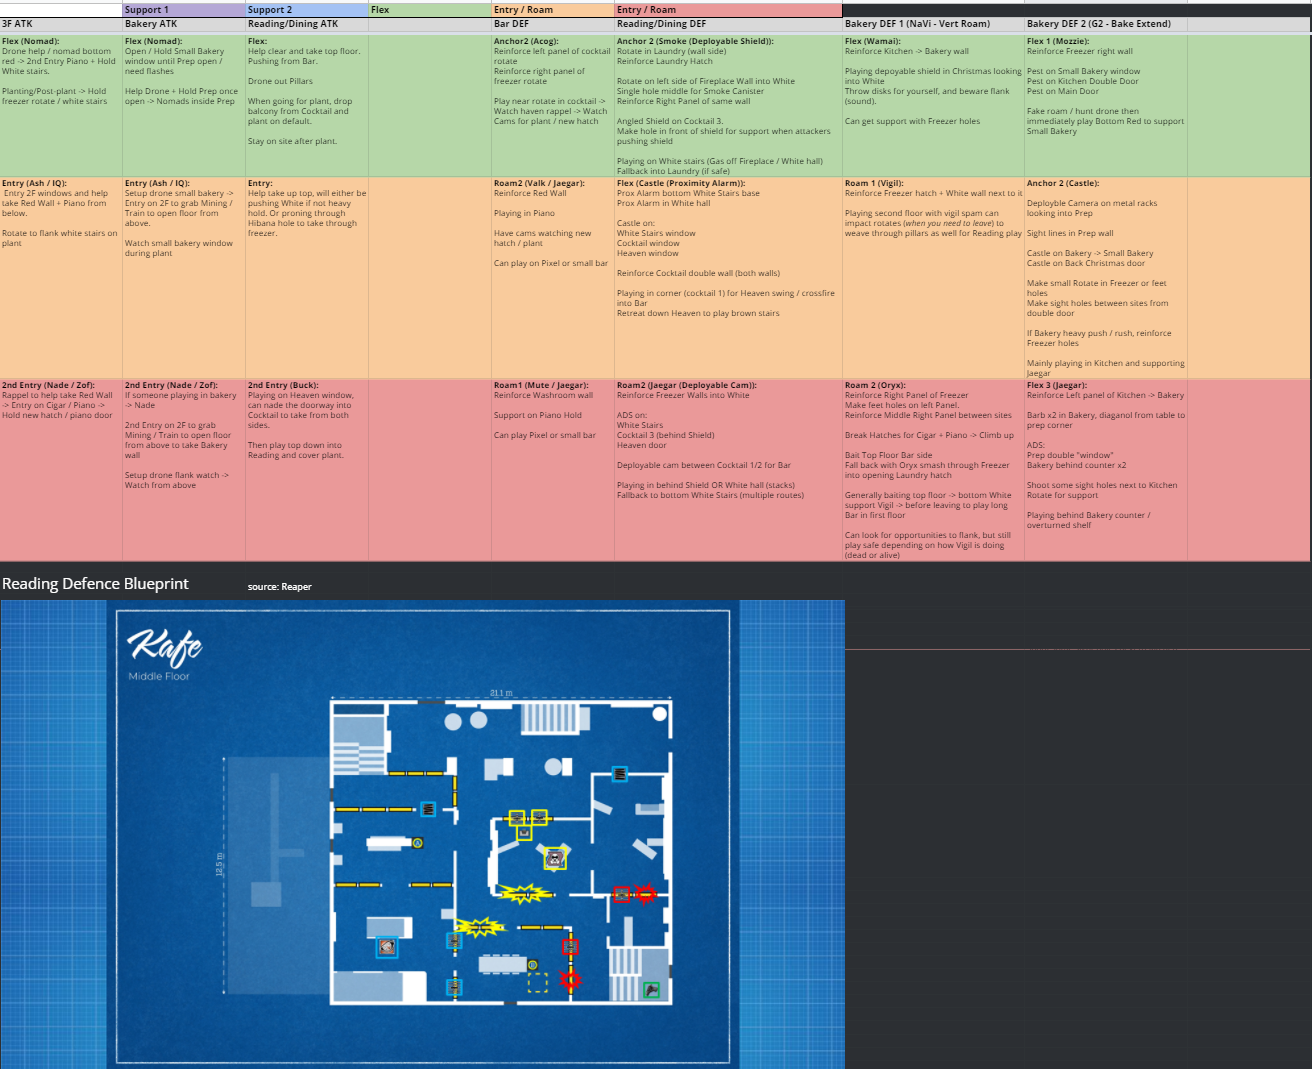 Support 1
Support 2
Flex
Entry / Roam
Entry / Roam
3F ATK
Bakery ATK
Reading/Dining ATK
Bar DEF
Reading/Dining DEF
Bakery DEF 1 (NaVi - Vert Roam)
Bakery DEF 2 (G2 - Bake Extend)
Flex (Nomad):
Drone help / nomad bottom
red -> 2nd Entry Piano + Hold
White stairs.
Planting/Post-plant -> Hold
freezer rotate / white stairs
Flex (Nomad):
Open / Hold Small Bakery
window until Prep open /
need flashes
Help Drone + Hold Prep once
open -> Nomads inside Prep
Flex:
Help clear and take top floor.
Pushing from Bar.
Drone out Pillars
When going for plant, drop
balcony from Cocktail and
plant on default.
Stay on site after plant.
Anchor2 (Acog):
Reinforce left panel of cocktail
rotate
Reinforce right panel of
freezer rotate
Play near rotate in cocktail ->
Watch haven rappel -> Watch
Cams for plant / new hatch
Anchor 2 (Smoke (Deployable Shield)):
Rotate in Laundry (wall side)
Reinforce Laundry Hatch
Rotate on left side of Fireplace Wall into White
Single hole middle for Smoke Canister
Reinforce Right Panel of same wall
Angled Shield on Cocktail 3.
Make hole in front of shield for support when attackers
pushing shield
Playing on White stairs (Gas off Fireplace / White hall)
Fallback into Laundry (if safe)
Flex (Wamai):
Reinforce Kitchen -> Bakery wall
Playing depoyable shield in Christmas looking
into White
Throw disks for yourself, and beware flank
(sound).
Can get support with Freezer holes
Flex 1 (Mozzie):
Reinforce Freezer right wall
Pest on Small Bakery window
Pest on Kitchen Double Door
Pest on Main Door
Fake roam / hunt drone then
immediately play Bottom Red to support
Small Bakery
Entry (Ash / IQ):
Entry 2F windows and help
take Red Wall + Piano from
below.
Rotate to flank white stairs on
plant
Entry (Ash / IQ):
Setup drone small bakery ->
Entry on 2F to grab Mining /
Train to open floor from
above.
Watch small bakery window
during plant
Entry:
Help take up top, will either be
pushing White if not heavy
hold. Or proning through
Hibana hole to take through
freezer.
Roam2 (Valk / Jaegar):
Reinforce Red Wall
Playing in Piano
Have cams watching new
hatch / plant
Can play on Pixel or small bar
Flex (Castle (Proximity Alarm)):
Prox Alarm bottom White Stairs base
Prox Alarm in White hall
Castle on:
White Stairs window
Cocktail window
Heaven window
Reinforce Cocktail double wall (both walls)
Playing in corner (cocktail 1) for Heaven swing / crossfire
into Bar
Retreat down Heaven to play brown stairs
Roam 1 (Vigil):
Reinforce Freezer hatch + White wall next to it
Playing second floor with vigil spam can
impact rotates (when you need to leave) to
weave through pillars as well for Reading play
Anchor 2 (Castle):
Deployable Camera on metal racks
looking into Prep
Sight lines in Prep wall
Castle on Bakery -> Small Bakery
Castle on Back Christmas door
Make small Rotate in Freezer or feet
holes
Make sight holes between sites from
double door
If Bakery heavy push / rush, reinforce
Freezer holes
Mainly playing in Kitchen and supporting
Jaegar
2nd Entry (Nade / Zof):
Rappel to help take Red Wall
-> Entry on Cigar / Piano ->
Hold new hatch / piano door
2nd Entry (Nade / Zof):
If someone playing in bakery
-> Nade
2nd Entry on 2F to grab
Mining / Train to open floor
from above to take Bakery
wall
Setup drone flank watch ->
Watch from above
2nd Entry (Buck):
Playing on Heaven window,
can nade the doorway into
Cocktail to take from both
sides.
Then play top down into
Reading and cover plant.
Roam1 (Mute / Jaegar):
Reinforce Washroom wall
Support on Piano Hold
Can play Pixel or small bar
Roam2 (Jaegar (Deployable Cam)):
Reinforce Freezer Walls into White
ADS on:
White Stairs
Cocktail 3 (behind Shield)
Heaven door
Deployable cam between Cocktail 1/2 for Bar
Playing in behind Shield OR White hall (stacks)
Fallback to bottom White Stairs (multiple routes)
Roam 2 (Oryx):
Reinforce Right Panel of Freezer
Make feet holes on left Panel.
Reinforce Middle Right Panel between sites
Break Hatches for Cigar + Piano -> Climb up
Bait Top Floor Bar side
Fall back with Oryx smash through Freezer
into opening Laundry hatch
Generally baiting top floor -> bottom White
support Vigil -> before leaving to play long
Bar in first floor
Can look for opportunities to flank, but still
play safe depending on how Vigil is doing
(dead or alive)
Flex 3 (Jaegar):
Reinforce Left panel of Kitchen -> Bakery
Barb x2 in Bakery, diaganol from table to
prep corner
ADS:
Prep double "window"
Bakery behind counter x2
Shoot some sight holes next to Kitchen
Rotate for support
Playing behind Bakery counter /
overturned shelf
Reading Defence Blueprint
source: Reaper
Kafe
Middle Floor
21.1 m
12.5 m